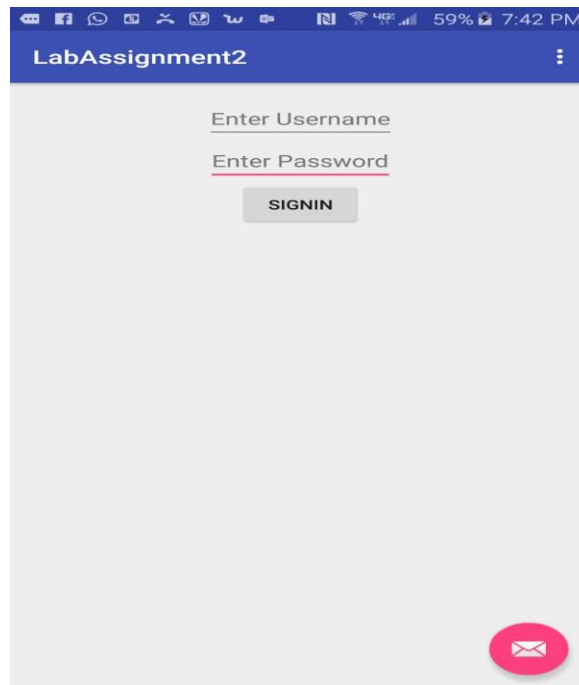 59% 7:42 PM
LabAssignment2
Enter Username
Enter Password
SIGNIN